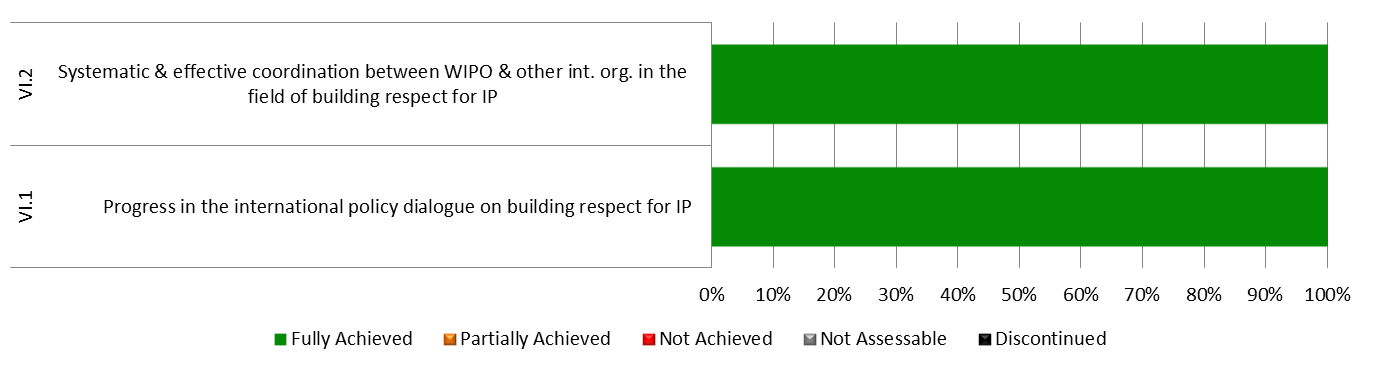 VI.2
Systematic & effective coordination between WIPO & other int. org. in the
field of building respect for IP
VI.1
Progress in the international policy dialogue on building respect for IP
0% 10% 20% 30% 40% 50% 60% 70% 80% 90% 100%
Fully Achieved Partially Achieved Not Achieved Not Assessable Discontinued